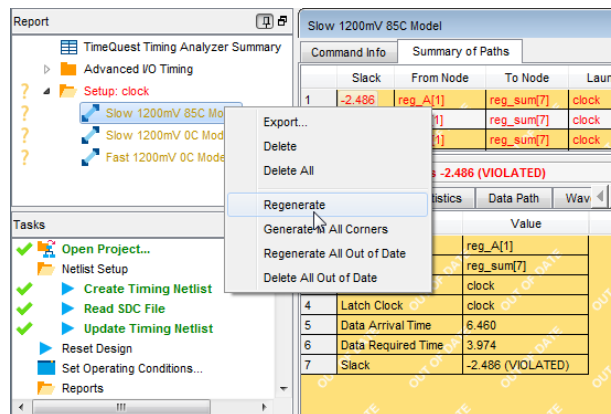 Report
TimeQuest Timing Analyzer Summary
Advanced I/O Timing
Setup: clock
Slow 1200mV 85C Mo
Slow 1200mV 0C Mod
Fast 1200mV 0C Mode
Export...
Delete
Delete All
Regenerate
Generate in All Corners
Regenerate All Out of Date
Delete All Out of Date
Tasks
Open Project...
Netlist Setup
Create Timing Netlist
Read SDC File
Update Timing Netlist
Reset Design
Set Operating Conditions...
Reports
Slow 1200mV 85C Model
Command Info Summary of Paths
Slack From Node To Node Laun
1 -2.486 reg_A[1] reg_sum[7] clock
1] reg_sum[7] clock
1] reg_sum[7] clock
s -2.486 (VIOLATED)
tistics Data Path Wav
Value
reg_A[1]
reg_sum[7]
clock
4 Latch Clock clock
5 Data Arrival Time 6.460
6 Data Required Time 3.974
7 Slack -2.486 (VIOLATED)
OUT OF DATE